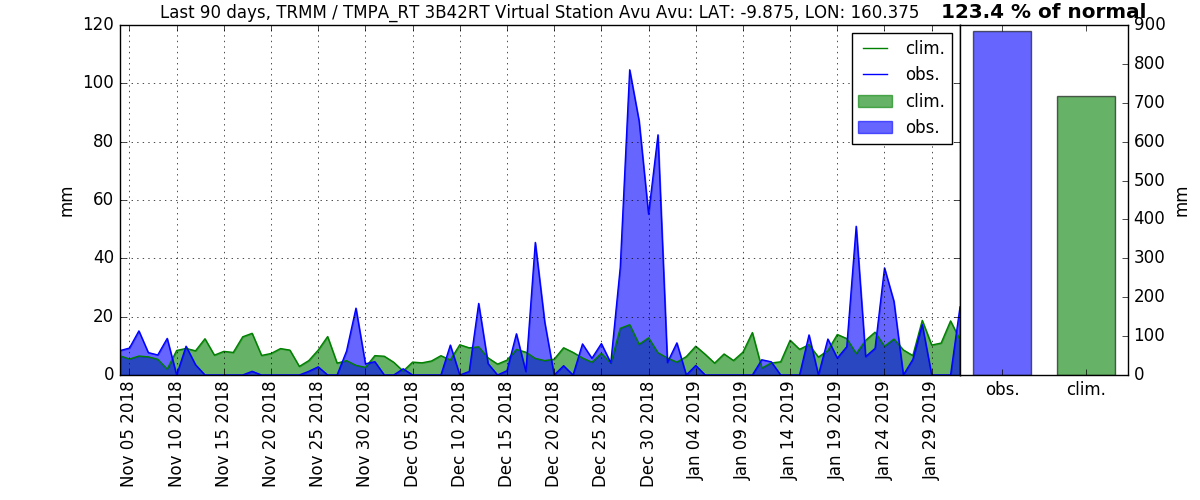 Last 90 days, TRMM / TMPA_RT 3B42RT Virtual Station Avu Avu: LAT: -9.875, LON: 160.375
123.4 % of normal
120
100
80
60
40
20
0
mm
clim.
obs.
clim.
obs.
900
800
700
600
500
400
300
200
100
0
mm
Nov 05 2018
Nov 10 2018
Nov 15 2018
Nov 20 2018
Nov 25 2018
Nov 30 2018
Dec 05 2018
Dec 10 2018
Dec 15 2018
Dec 20 2018
Dec 25 2018
Dec 30 2018
Jan 04 2019
Jan 09 2019
Jan 14 2019
Jan 19 2019
Jan 24 2019
Jan 29 2019
obs.
clim.